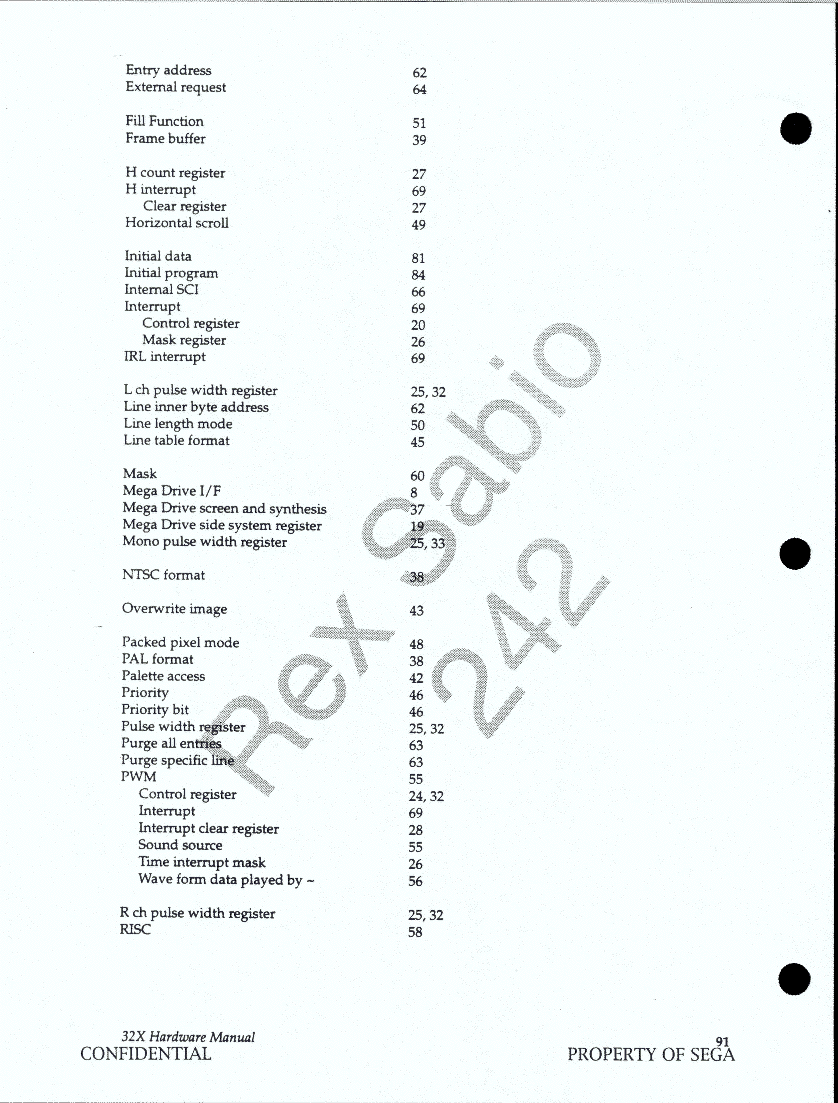 Entry address 62
External request 64
Fill Function 51
Frame buffer 39
H count register 27
H interrupt 69
Clear register 27
Horizontal scroll 49
Initial data 81
Initial program 84
Internal SCI 66
Interrupt 69
Control register 20
Mask register 26
IRL interrupt 69
L ch pulse width register 25, 32
Line inner byte address 62
Line length mode 50
Line table format 45
Mask 60
Mega Drive I/F 8
Mega Drive screen and synthesis 37
Mega Drive side system register 19
Mono pulse width register 25, 33
NTSC format 38
Overwrite image 43
Packed pixel mode 48
PAL format 38
Palette access 42
Priority 46
Priority bit 46
Pulse width register 25, 32
Purge all entries 63
Purge specific line 63
PWM 55
Control register 24, 32
Interrupt 69
Interrupt clear register 28
Sound source 55
Time interrupt mask 26
Wave form data played by ~ 56
R ch pulse width register 25, 32
RISC 58
Rex Sabio
242
32X Hardware Manual 91
CONFIDENTIAL PROPERTY OF SEGA